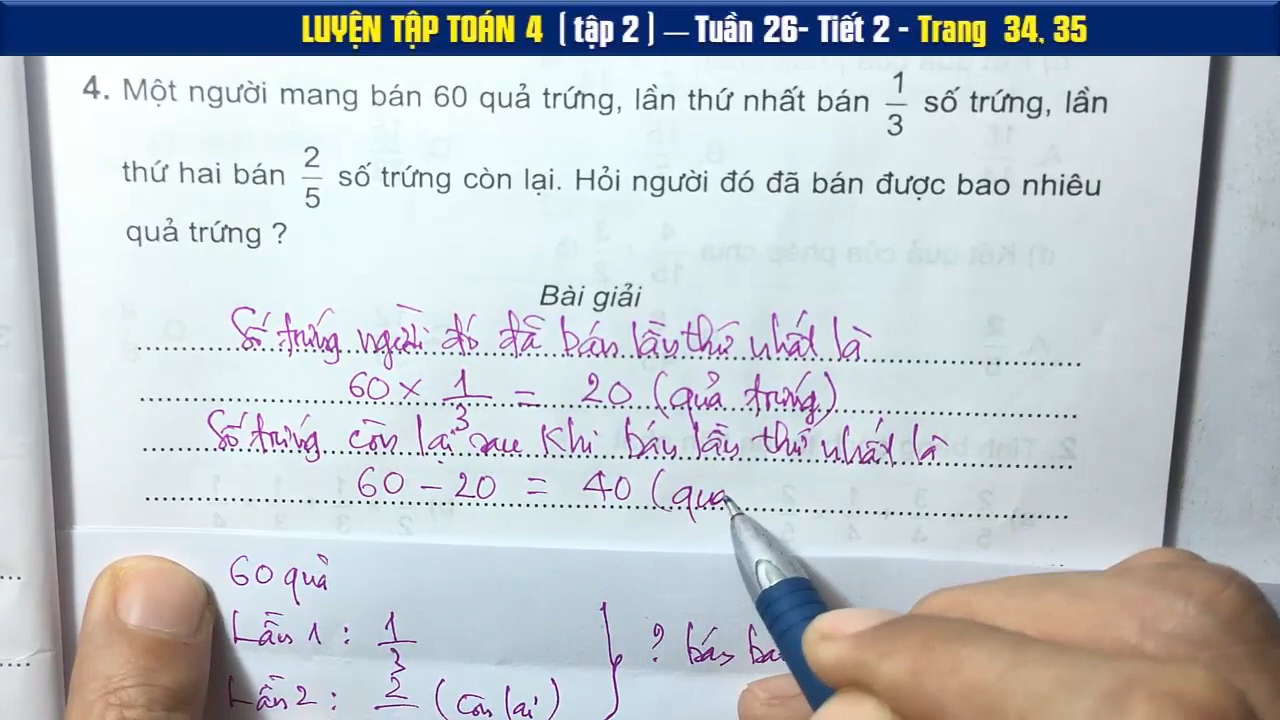 LUYỆN TẬP TOÁN 4 ( tập 2 ) — Tuần 26- Tiết 2 - Trang 34, 35
4. Một người mang bán 60 quả trứng, lần thứ nhất bán 1/3 số trứng, lần
thứ hai bán 2/5 số trứng còn lại. Hỏi người đó đã bán được bao nhiêu
quả trứng ?
Bài giải
Số trứng người đó đã bán lần thứ nhất là
60 × 1/3 = 20 (quả trứng)
Số trứng còn lại sau khi bán lần thứ nhất là
60 - 20 = 40 (qua
60 quả
Lần 1 : 1/3
? bán
Lần 2 : 2 (còn lại)